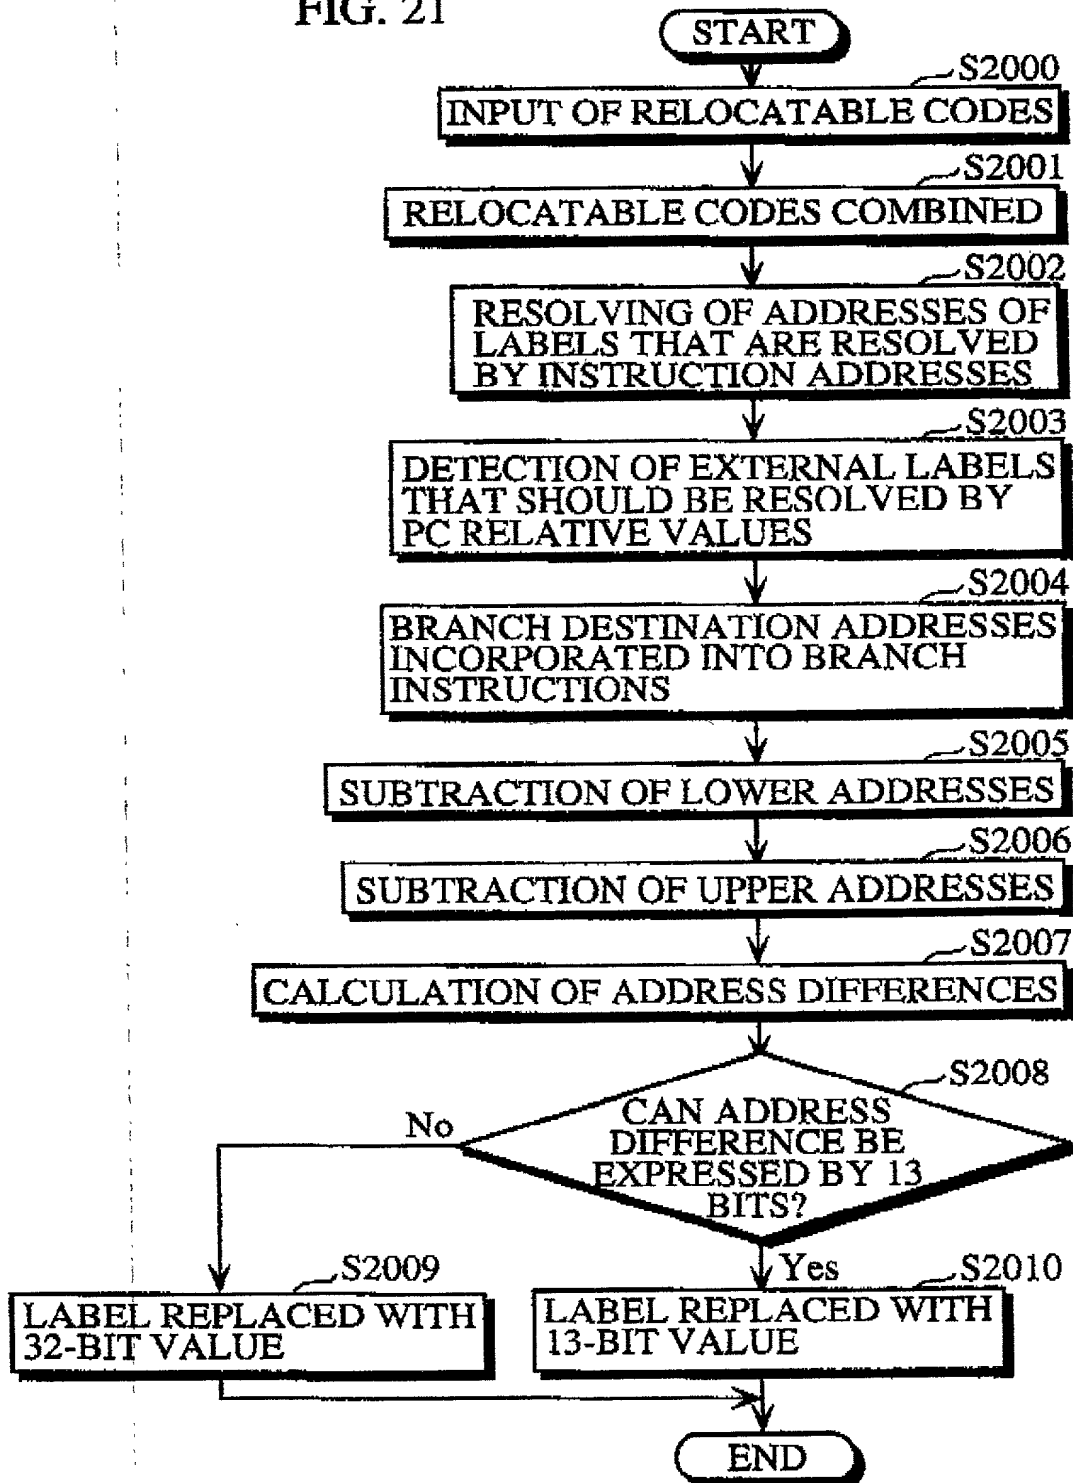 FIG. 21
START
S2000
INPUT OF RELOCATABLE CODES
S2001
RELOCATABLE CODES COMBINED
S2002
RESOLVING OF ADDRESSES OF
LABELS THAT ARE RESOLVED
BY INSTRUCTION ADDRESSES
S2003
DETECTION OF EXTERNAL LABELS
THAT SHOULD BE RESOLVED BY
PC RELATIVE VALUES
S2004
BRANCH DESTINATION ADDRESSES
INCORPORATED INTO BRANCH
INSTRUCTIONS
S2005
SUBTRACTION OF LOWER ADDRESSES
S2006
SUBTRACTION OF UPPER ADDRESSES
S2007
CALCULATION OF ADDRESS DIFFERENCES
S2008
CAN ADDRESS
DIFFERENCE BE
EXPRESSED BY 13
BITS?
No
Yes
S2009
LABEL REPLACED WITH
32-BIT VALUE
S2010
LABEL REPLACED WITH
13-BIT VALUE
END